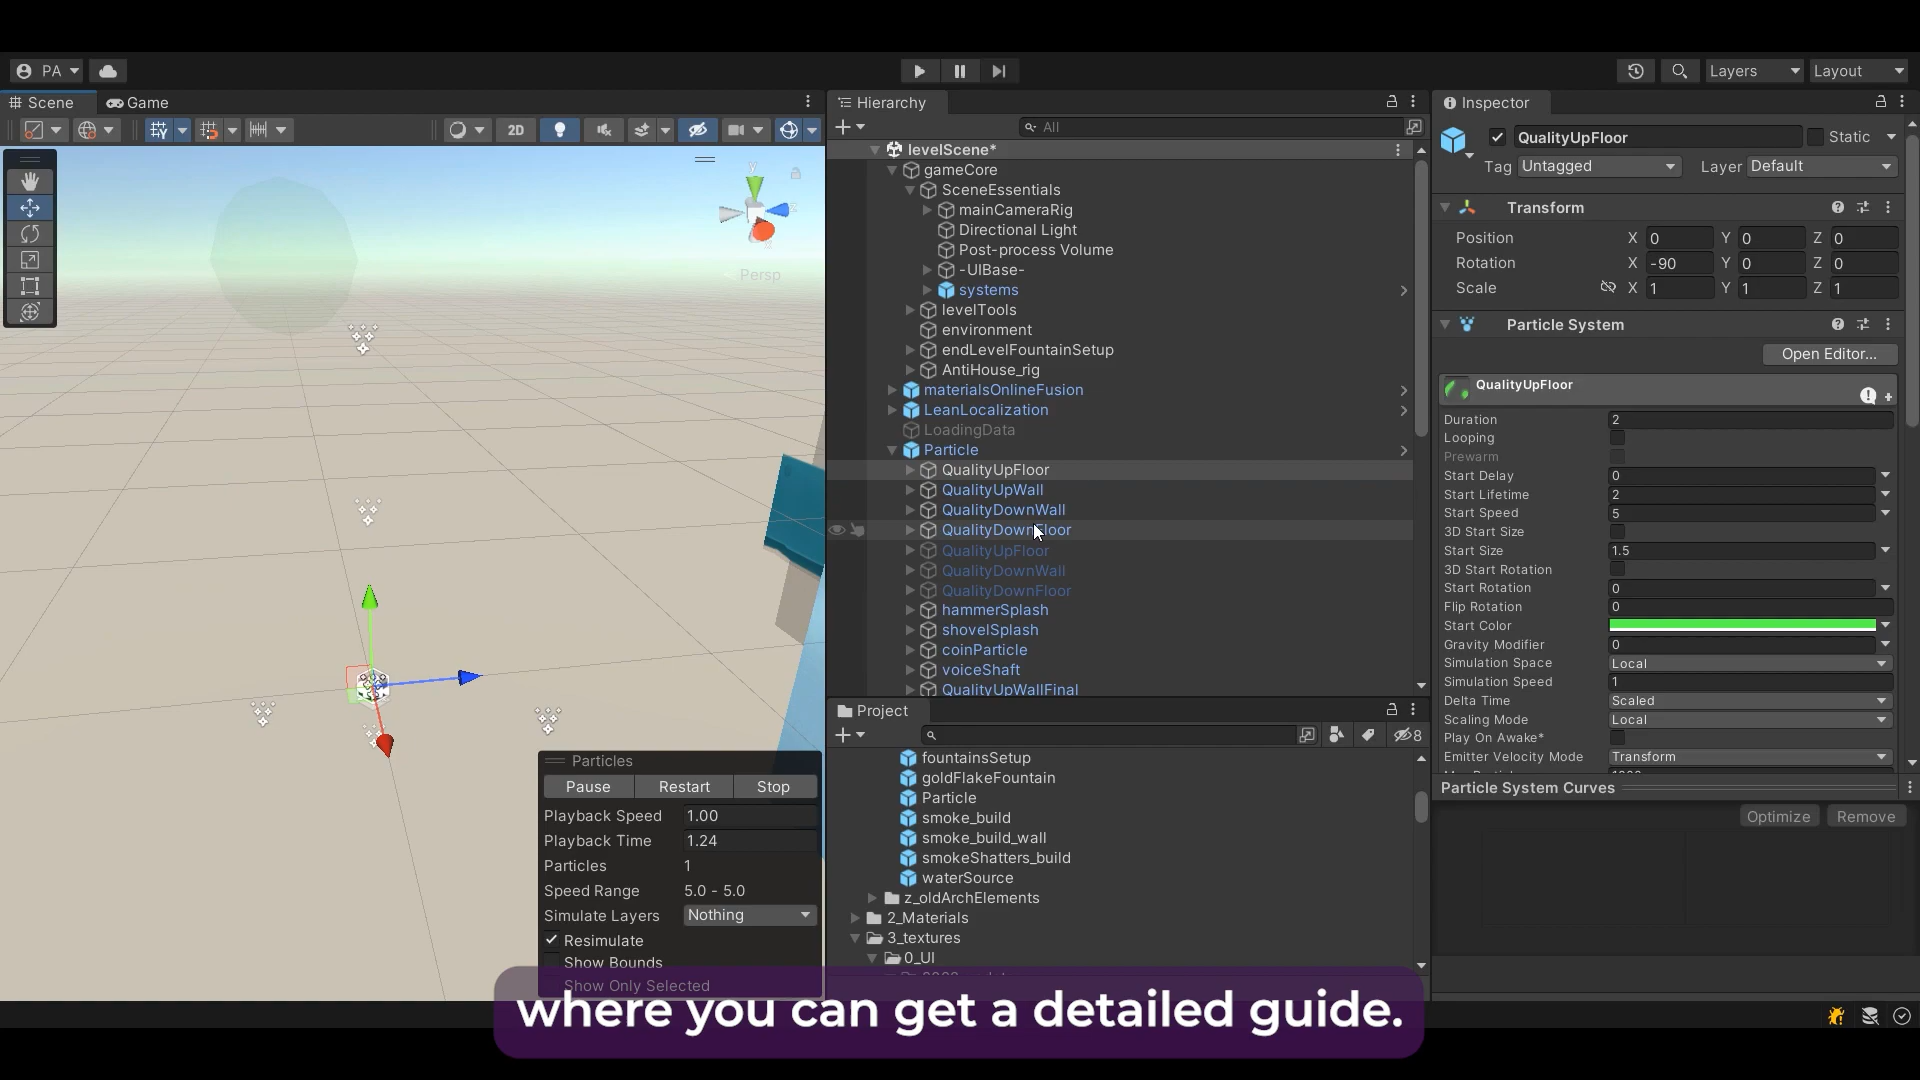 PA
Layers
Layout
Scene
Game
2D
y
Persp
Hierarchy
All
levelScene*
gameCore
SceneEssentials
mainCameraRig
Directional Light
Post-process Volume
-UIBase-
systems
levelTools
environment
endLevelFountainSetup
AntiHouse_rig
materialsOnlineFusion
LeanLocalization
LoadingData
Particle
QualityUpFloor
QualityUpWall
QualityDownWall
QualityDownFloor
QualityUpFloor
QualityDownWall
QualityDownFloor
hammerSplash
shovelSplash
coinParticle
voiceShaft
QualityUpWallFinal
Project
8
fountainsSetup
goldFlakeFountain
Particle
smoke_build
smoke_build_wall
smokeShatters_build
waterSource
z_oldArchElements
2_Materials
3_textures
0_UI
Particles
Pause Restart Stop
Playback Speed 1.00
Playback Time 1.24
Particles 1
Speed Range 5.0 - 5.0
Simulate Layers Nothing
Resimulate
Show Bounds
Show Only Selected
Inspector
QualityUpFloor Static
Tag Untagged Layer Default
Transform
Position X 0 Y 0 Z 0
Rotation X -90 Y 0 Z 0
Scale X 1 Y 1 Z 1
Particle System
Open Editor...
QualityUpFloor
Duration 2
Looping
Prewarm
Start Delay 0
Start Lifetime 2
Start Speed 5
3D Start Size
Start Size 1.5
3D Start Rotation
Start Rotation 0
Flip Rotation 0
Start Color
Gravity Modifier 0
Simulation Space Local
Simulation Speed 1
Delta Time Scaled
Scaling Mode Local
Play On Awake*
Emitter Velocity Mode Transform
Particle System Curves
Optimize Remove
where you can get a detailed guide.